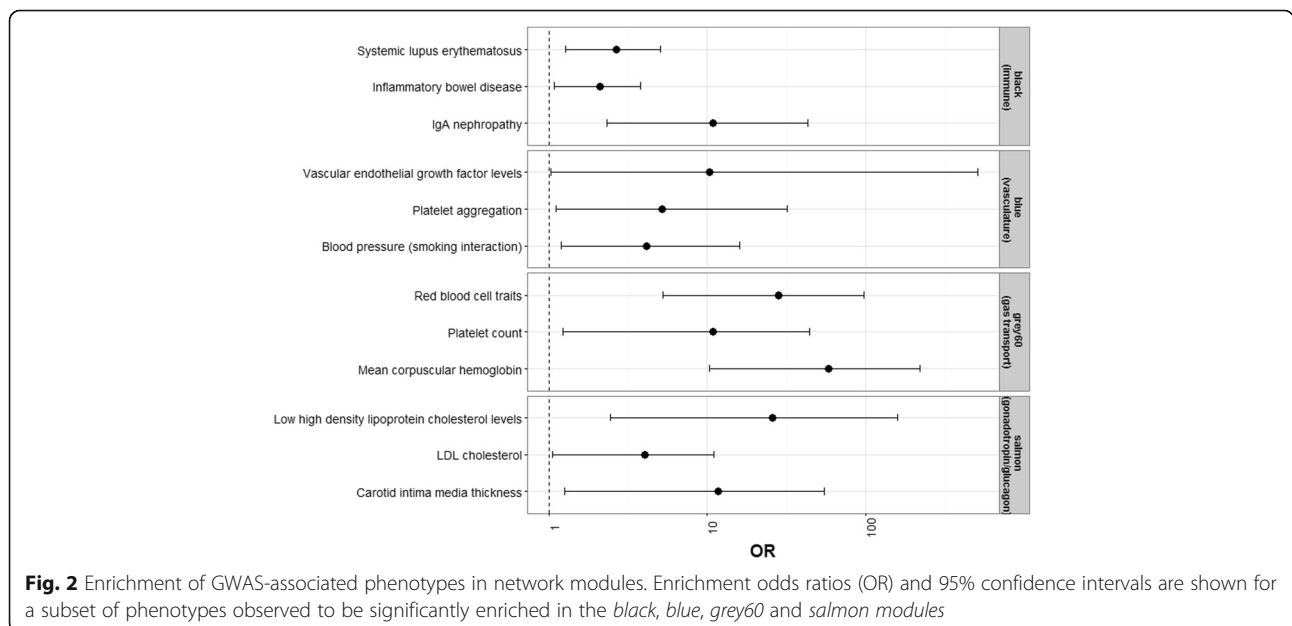 Systemic lupus erythematosus
Inflammatory bowel disease
IgA nephropathy
black
(immune)
Vascular endothelial growth factor levels
Platelet aggregation
Blood pressure (smoking interaction)
blue
(vasculature)
Red blood cell traits
Platelet count
Mean corpuscular hemoglobin
grey60
(gas transport)
Low high density lipoprotein cholesterol levels
LDL cholesterol
Carotid intima media thickness
salmon
(gonadotropin/glucagon)
1
10
100
OR
Fig. 2 Enrichment of GWAS-associated phenotypes in network modules. Enrichment odds ratios (OR) and 95% confidence intervals are shown for
a subset of phenotypes observed to be significantly enriched in the black, blue, grey60 and salmon modules